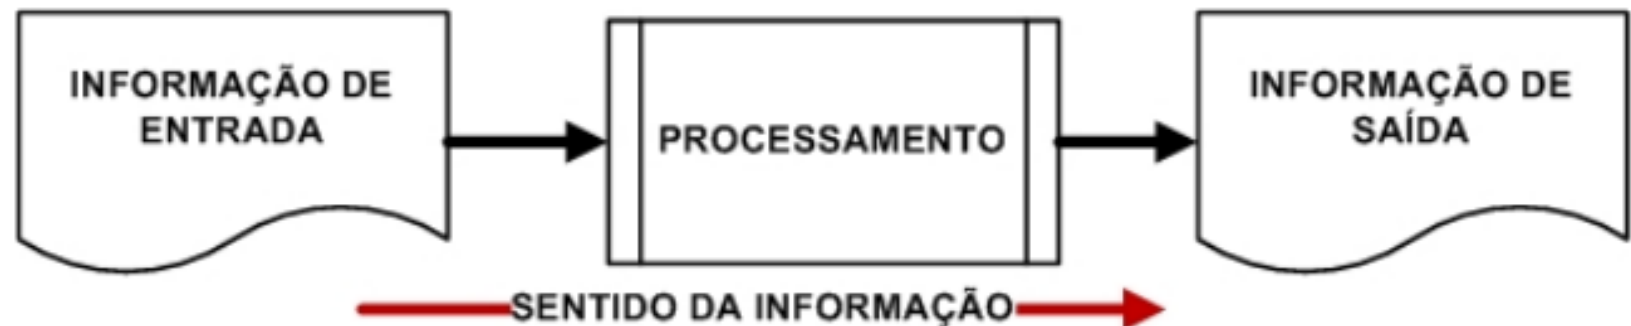 INFORMAÇÃO DE
ENTRADA
PROCESSAMENTO
INFORMAÇÃO DE
SAÍDA
SENTIDO DA INFORMAÇÃO